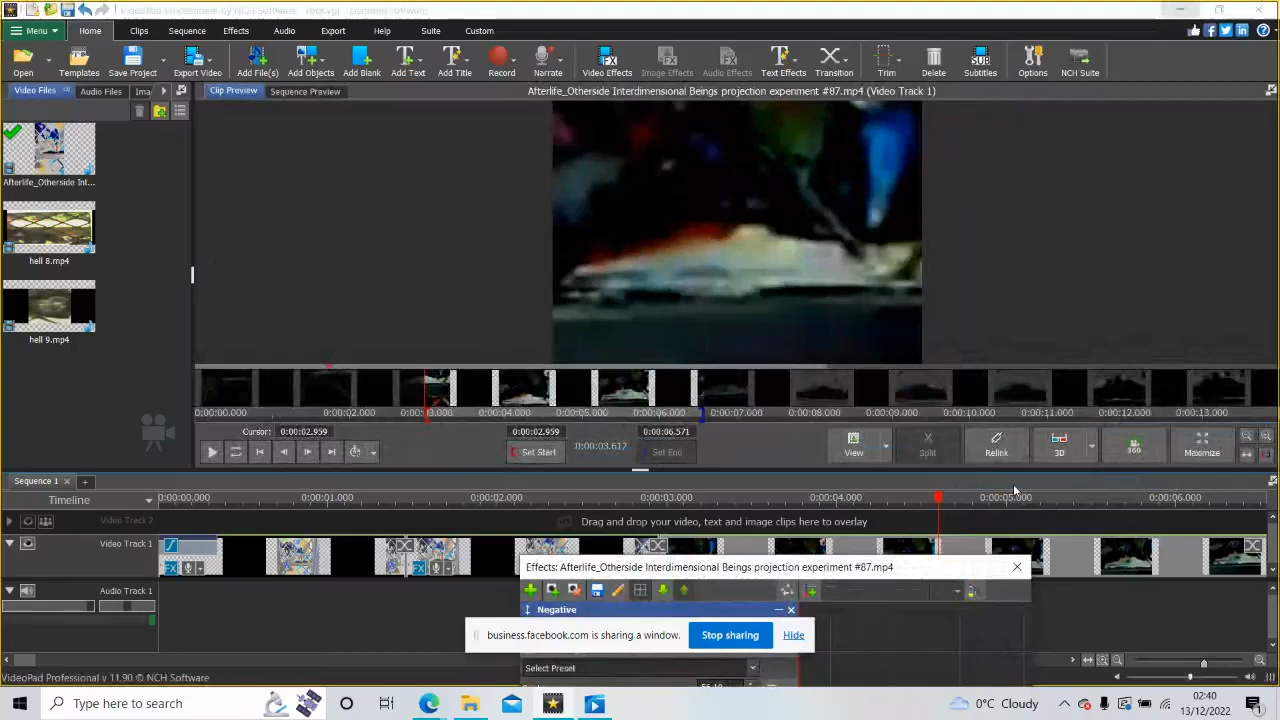 Menu Home Clips Sequence Effects Audio Export Help Suite Custom
Open Templates Save Project Export Video Add File(s) Add Objects Add Blank Add Text Add Title Record Narrate Video Effects Image Effects Audio Effects Text Effects Transition Trim Delete Subtitles Options NCH Suite
Video Files Audio Files Ima Clip Preview Sequence Preview Afterlife_Otherside Interdimensional Beings projection experiment #87.mp4 (Video Track 1)
Afterlife_Otherside Int...
hell 8.mp4
hell 9.mp4
0:00:00.000 0:00:02.000 0:00:03.000 0:00:04.000 0:00:05.000 0:00:06.000 0:00:07.000 0:00:08.000 0:00:09.000 0:00:10.000 0:00:11.000 0:00:12.000 0:00:13.000
Cursor: 0:00:02.959 0:00:02.959 0:00:03.612 0:00:06.571
Set Start Set End View Split Relink 3D 360 Maximize
Sequence 1
Timeline 0:00:00.000 0:00:01.000 0:00:02.000 0:00:03.000 0:00:04.000 0:00:05.000 0:00:06.000
Video Track 2 Drag and drop your video, text and image clips here to overlay
Video Track 1
FX FX
Effects: Afterlife_Otherside Interdimensional Beings projection experiment #87.mp4
Audio Track 1
Negative
business.facebook.com is sharing a window. Stop sharing Hide
Select Preset
VideoPad Professional v 11.90 © NCH Software
Type here to search 0°C Cloudy 02:40
13/12/2022